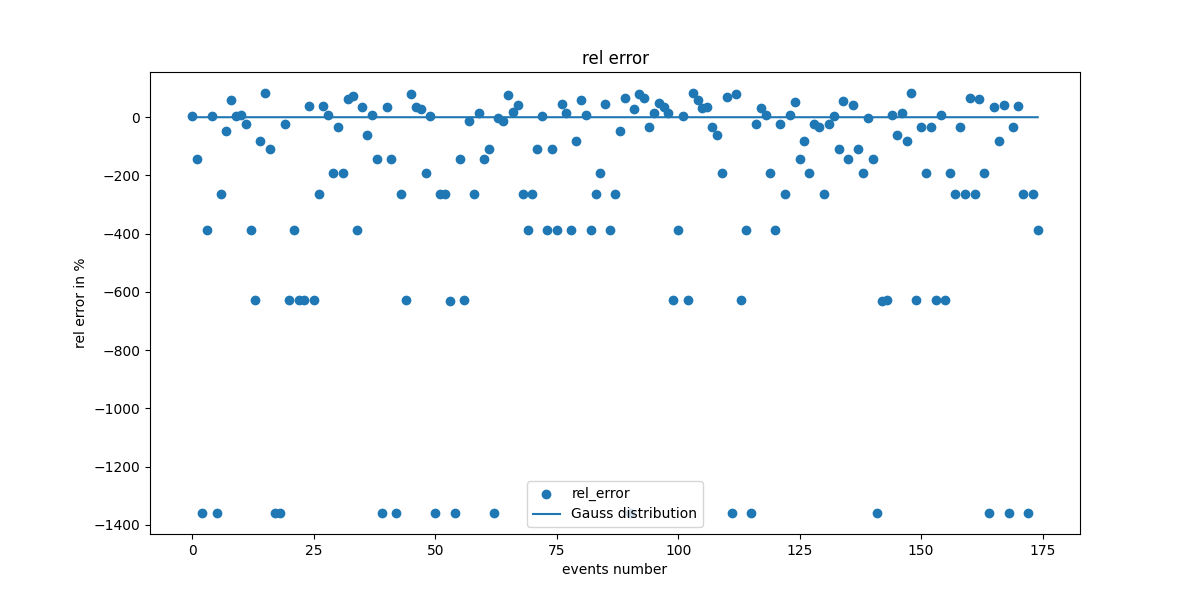 rel error
rel error in %
0
−200
−400
−600
−800
−1000
−1200
−1400
rel_error
Gauss distribution
0 25 50 75 100 125 150 175
events number